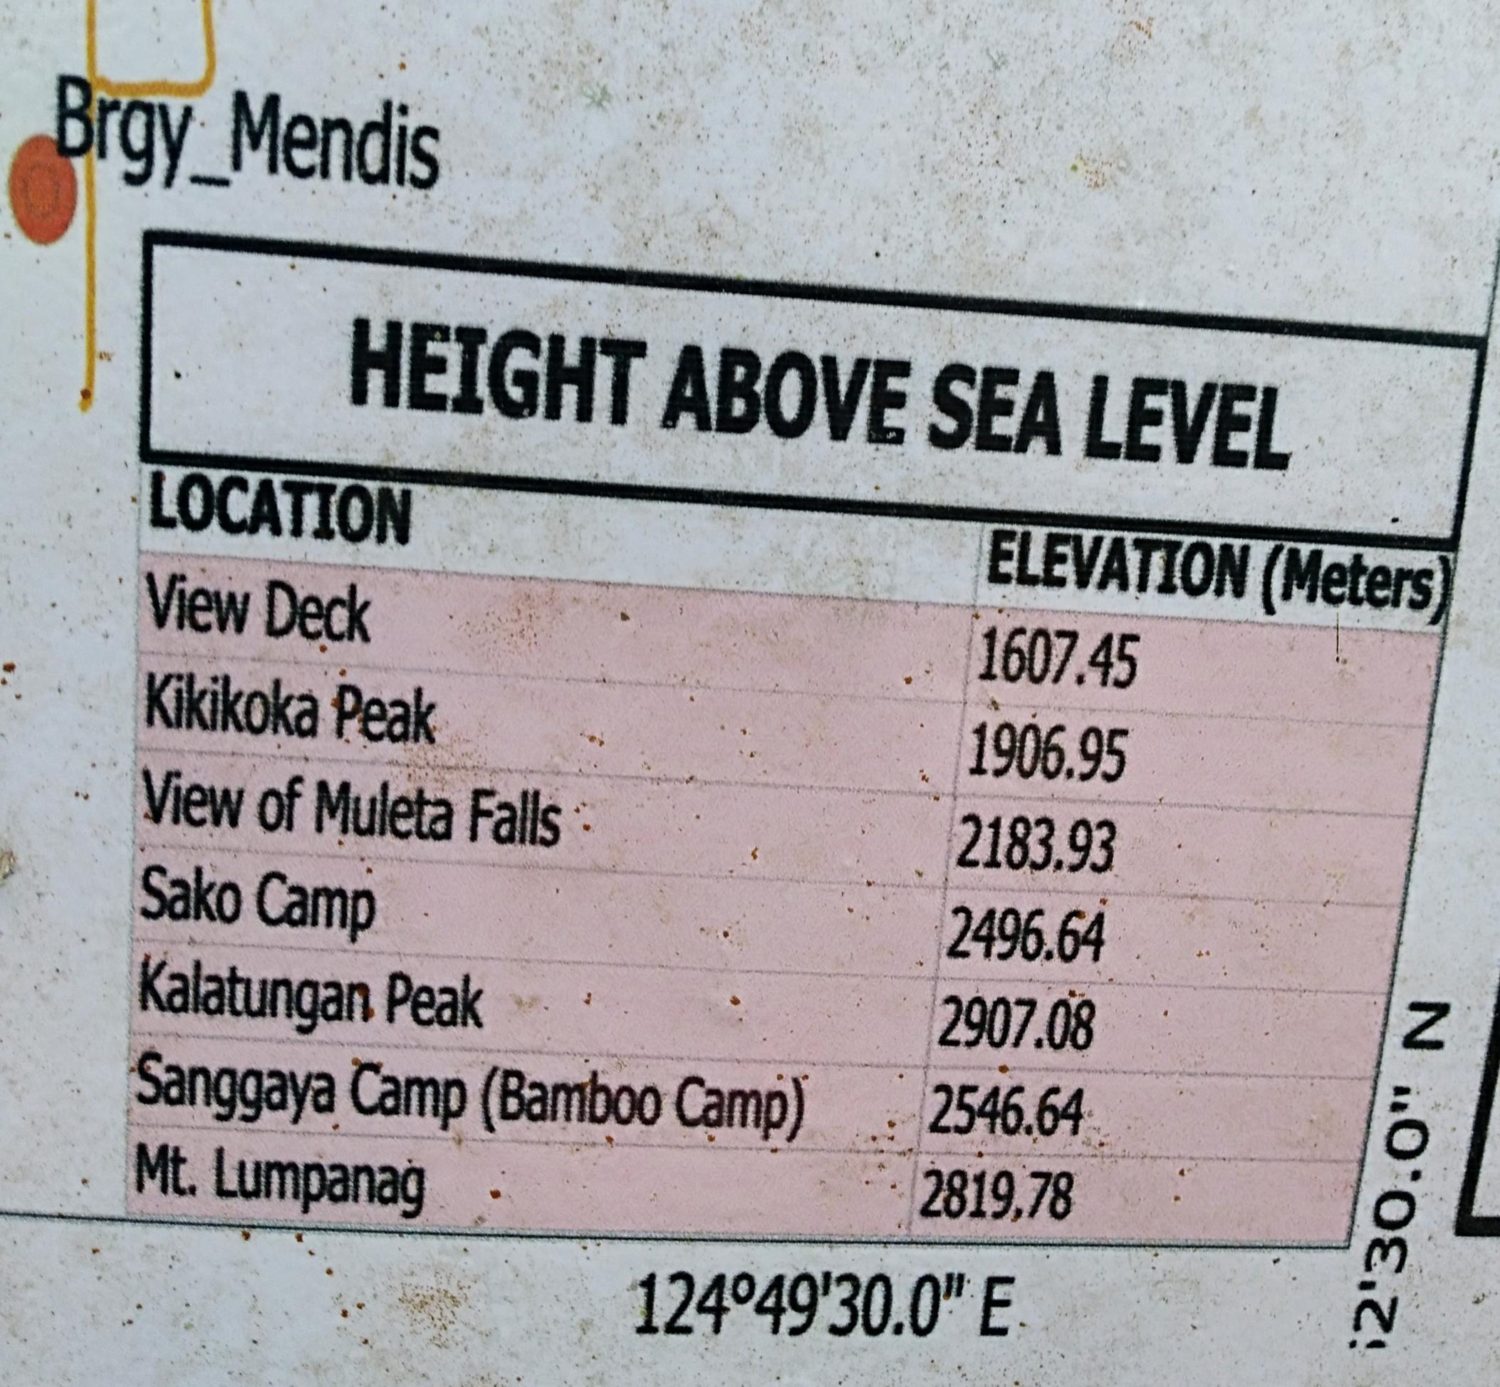 Brgy_Mendis
HEIGHT ABOVE SEA LEVEL
LOCATION ELEVATION (Meters)
View Deck 1607.45
Kikikoka Peak 1906.95
View of Muleta Falls 2183.93
Sako Camp 2496.64
Kalatungan Peak 2907.08
Sanggaya Camp (Bamboo Camp) 2546.64
Mt. Lumpanag 2819.78
124º49'30.0" E
2'30.0" N